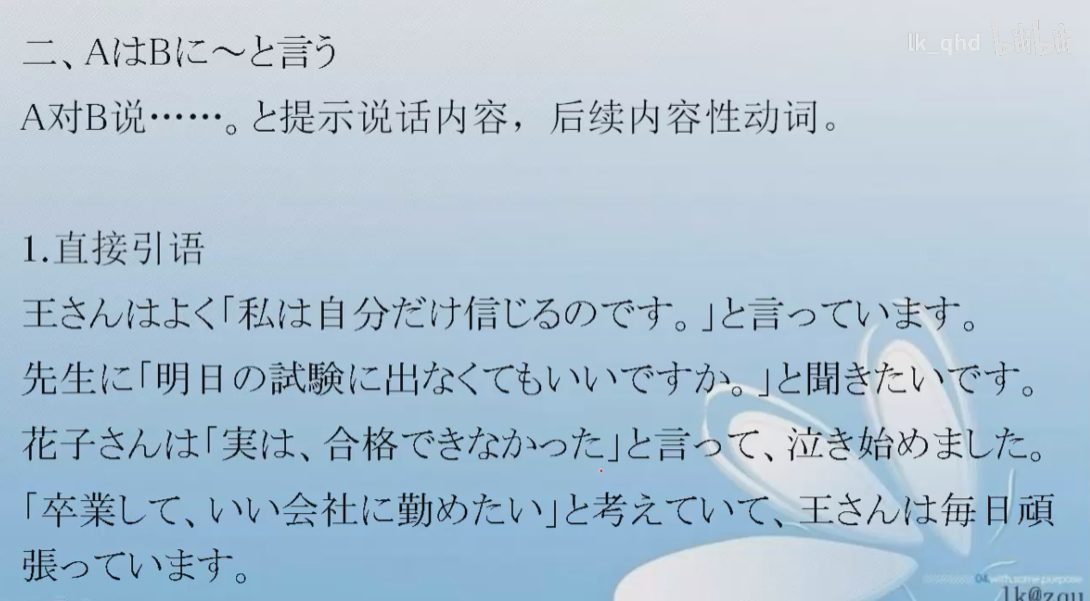 二、AはBに～と言う
lk_qhd
A对B说……。と提示说话内容，后续内容性动词。
1.直接引语
王さんはよく「私は自分だけ信じるのです。」と言っています。
先生に「明日の試験に出なくてもいいですか。」と聞きたいです。
花子さんは「実は、合格できなかった」と言って、泣き始めました。
「卒業して、いい会社に勤めたい」と考えていて、王さんは毎日頑
張っています。
04 with some purpose
lk@zqu